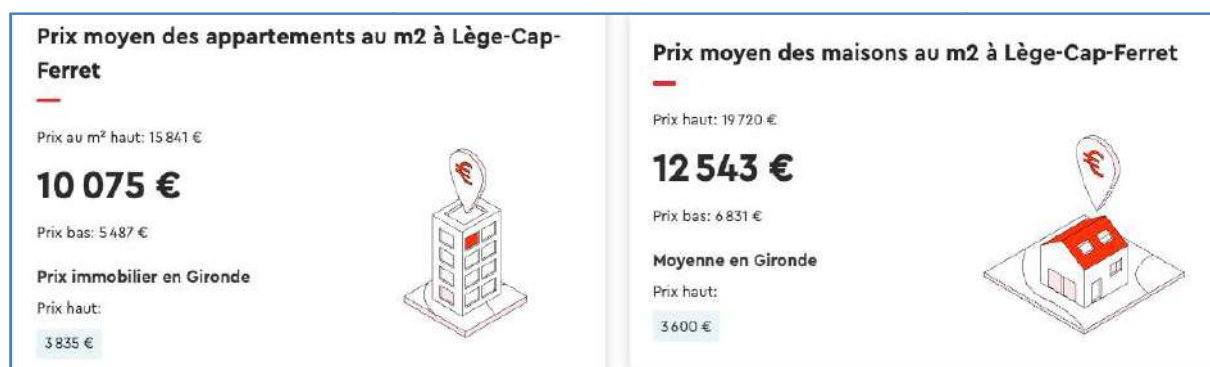 Prix moyen des appartements au m2 à Lège-Cap-
Ferret
Prix au m² haut: 15 841 €
10 075 €
Prix bas: 5 487 €
Prix immobilier en Gironde
Prix haut:
3 835 €
Prix moyen des maisons au m2 à Lège-Cap-Ferret
Prix haut: 19 720 €
12 543 €
Prix bas: 6 831 €
Moyenne en Gironde
Prix haut:
3 600 €